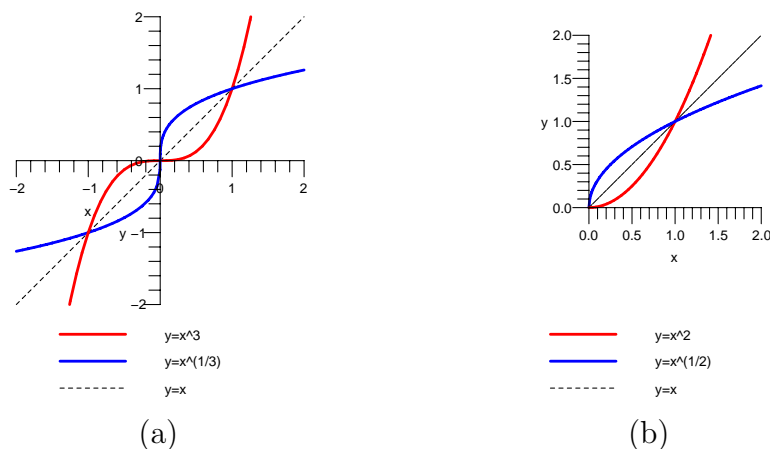 2
1
−2 −1 0 0 1 2
x
y −1
−2
y=x^3
y=x^(1/3)
y=x
(a)
2.0
1.5
y 1.0
0.5
0.0
0.0 0.5 1.0 1.5 2.0
x
y=x^2
y=x^(1/2)
y=x
(b)